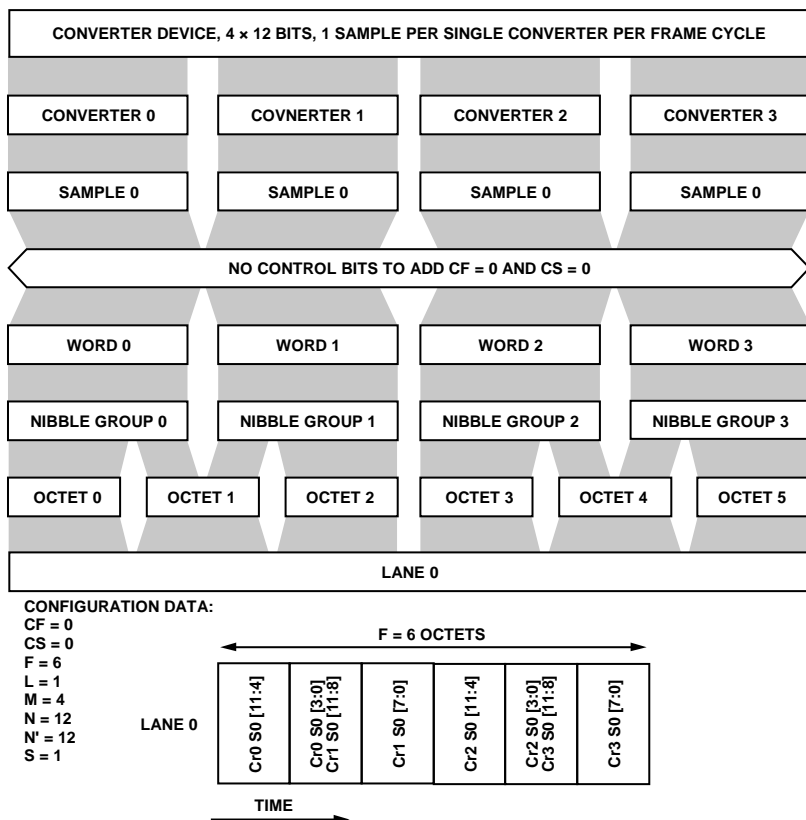 CONVERTER DEVICE, 4 × 12 BITS, 1 SAMPLE PER SINGLE CONVERTER PER FRAME CYCLE
CONVERTER 0
COVNERTER 1
CONVERTER 2
CONVERTER 3
SAMPLE 0
SAMPLE 0
SAMPLE 0
SAMPLE 0
NO CONTROL BITS TO ADD CF = 0 AND CS = 0
WORD 0
WORD 1
WORD 2
WORD 3
NIBBLE GROUP 0
NIBBLE GROUP 1
NIBBLE GROUP 2
NIBBLE GROUP 3
OCTET 0
OCTET 1
OCTET 2
OCTET 3
OCTET 4
OCTET 5
LANE 0
CONFIGURATION DATA:
CF = 0
CS = 0
F = 6
L = 1
M = 4
N = 12
N' = 12
S = 1
F = 6 OCTETS
LANE 0
Cr0 S0 [11:4]
Cr0 S0 [3:0]
Cr1 S0 [11:8]
Cr1 S0 [7:0]
Cr2 S0 [11:4]
Cr2 S0 [3:0]
Cr3 S0 [11:8]
Cr3 S0 [7:0]
TIME